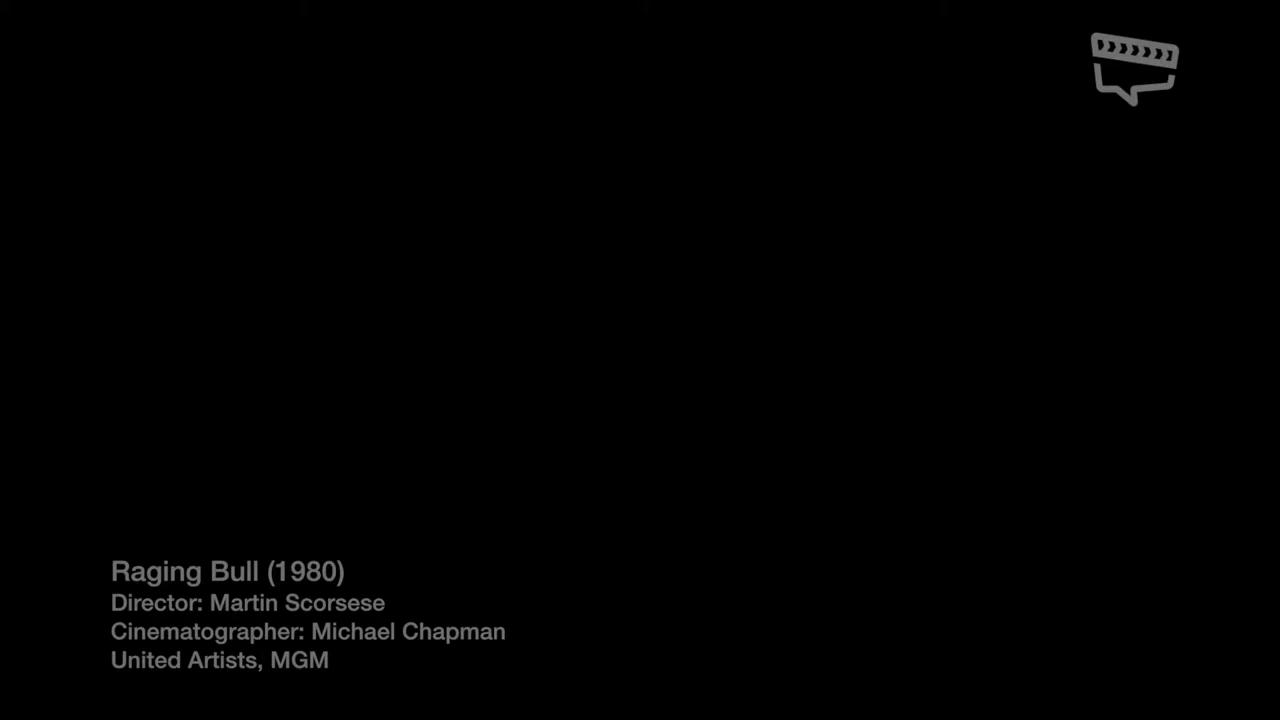 Raging Bull (1980)
Director: Martin Scorsese
Cinematographer: Michael Chapman
United Artists, MGM